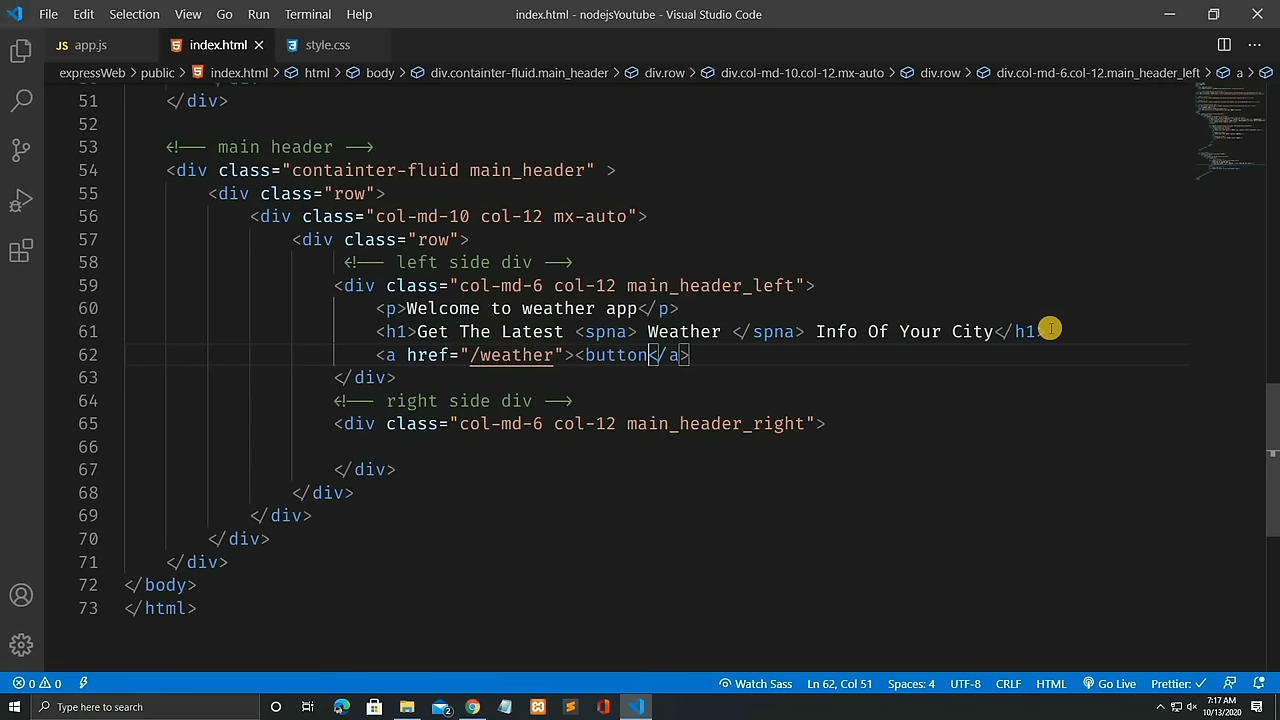 File Edit Selection View Go Run Terminal Help index.html - nodejsYoutube - Visual Studio Code
JS app.js index.html style.css
expressWeb > public > index.html > html > body > div.containter-fluid.main_header > div.row > div.col-md-10.col-12.mx-auto > div.row > div.col-md-6.col-12.main_header_left > a >
51 </div>
52
53 <!-- main header -->
54 <div class="containter-fluid main_header" >
55 <div class="row">
56 <div class="col-md-10 col-12 mx-auto">
57 <div class="row">
58 <!-- left side div -->
59 <div class="col-md-6 col-12 main_header_left">
60 <p>Welcome to weather app</p>
61 <h1>Get The Latest <spna> Weather </spna> Info Of Your City</h1>
62 <a href="/weather"><button</a>
63 </div>
64 <!-- right side div -->
65 <div class="col-md-6 col-12 main_header_right">
66
67 </div>
68 </div>
69 </div>
70 </div>
71 </div>
72 </body>
73 </html>
0 0 Watch Sass Ln 62, Col 51 Spaces: 4 UTF-8 CRLF HTML Go Live Prettier: ✓
Type here to search 2 7:17 AM
10/13/2020